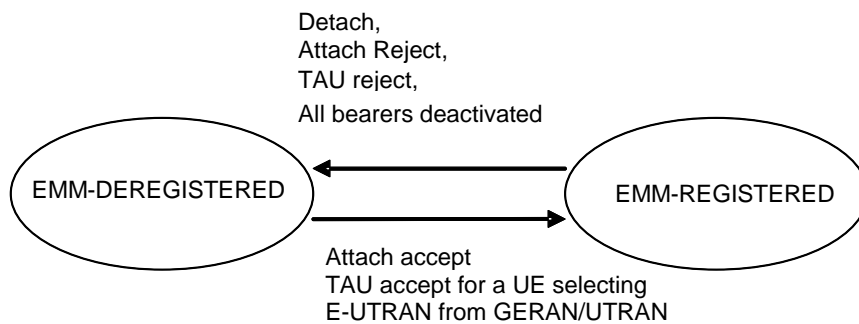 Detach,
Attach Reject,
TAU reject,
All bearers deactivated
EMM-DEREGISTERED
EMM-REGISTERED
Attach accept
TAU accept for a UE selecting
E-UTRAN from GERAN/UTRAN